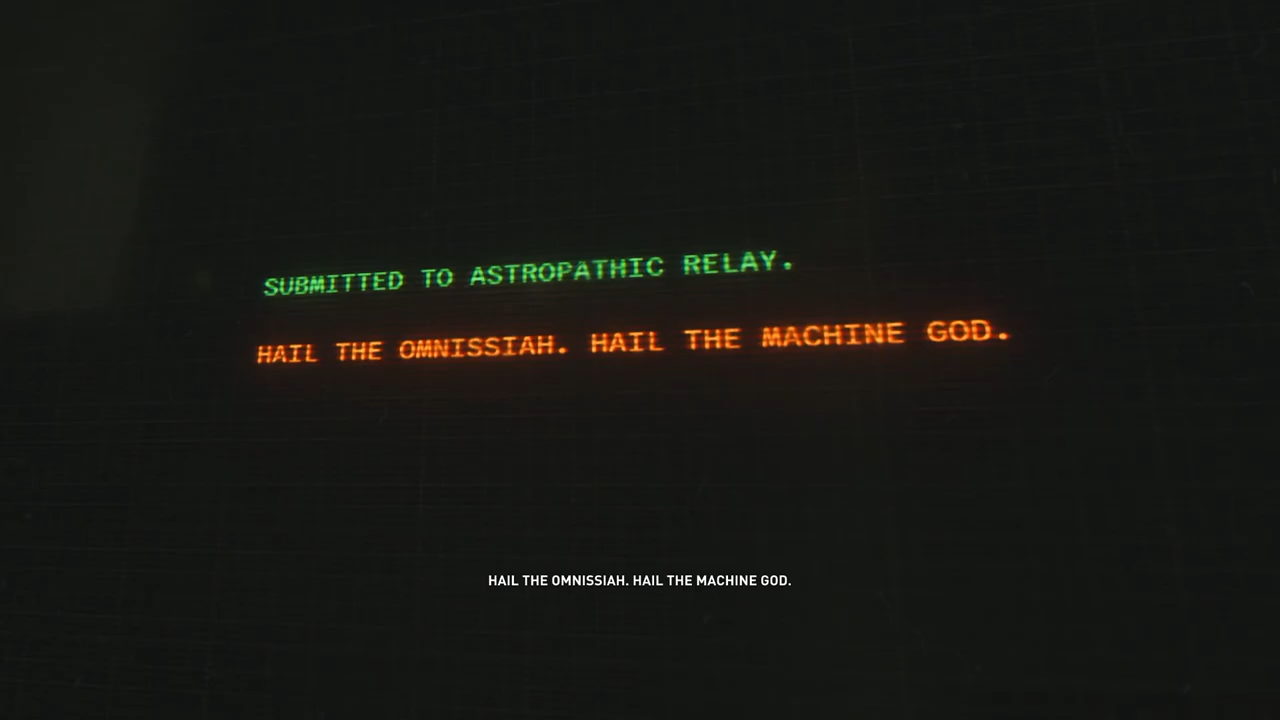 SUBMITTED TO ASTROPATHIC RELAY.
HAIL THE OMNISSIAH. HAIL THE MACHINE GOD.
HAIL THE OMNISSIAH. HAIL THE MACHINE GOD.